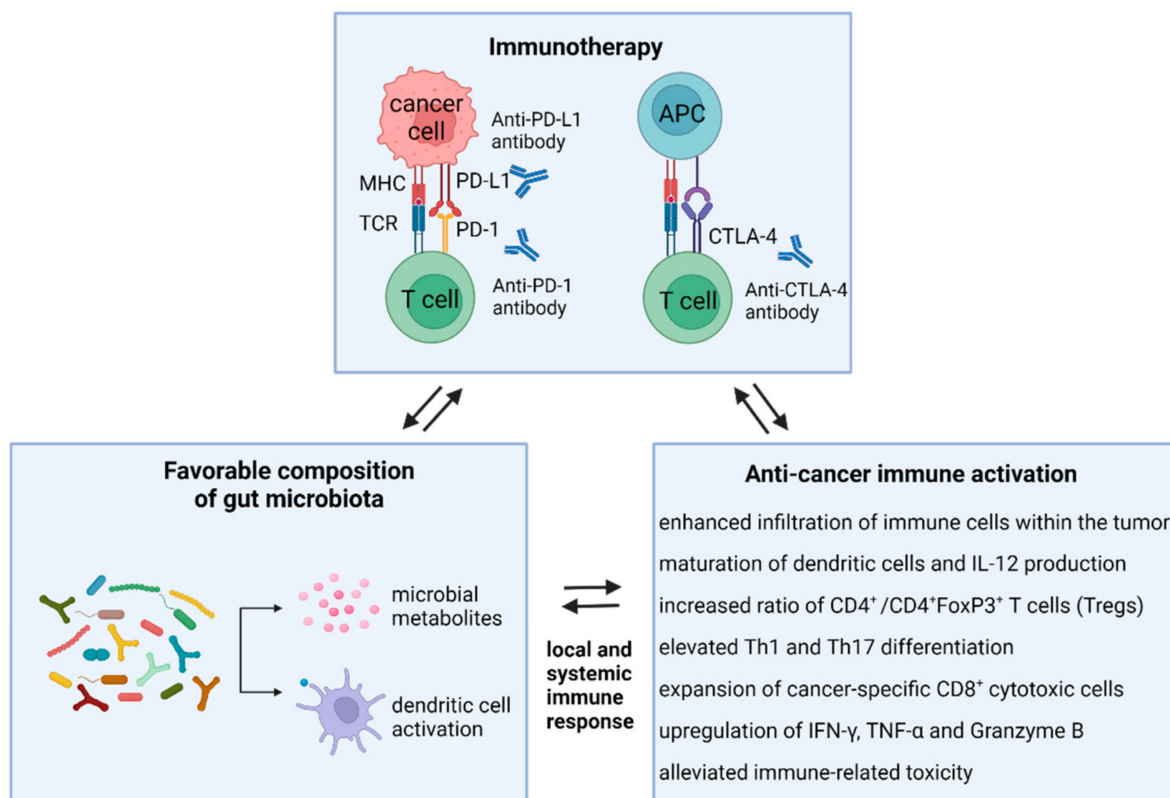 Immunotherapy
cancer
cell
Anti-PD-L1
antibody
MHC
PD-L1
TCR
PD-1
T cell
Anti-PD-1
antibody
APC
CTLA-4
T cell
Anti-CTLA-4
antibody
Favorable composition
of gut microbiota
microbial
metabolites
dendritic cell
activation
local and
systemic
immune
response
Anti-cancer immune activation
enhanced infiltration of immune cells within the tumor
maturation of dendritic cells and IL-12 production
increased ratio of CD4⁺ /CD4⁺FoxP3⁺ T cells (Tregs)
elevated Th1 and Th17 differentiation
expansion of cancer-specific CD8⁺ cytotoxic cells
upregulation of IFN-γ, TNF-α and Granzyme B
alleviated immune-related toxicity